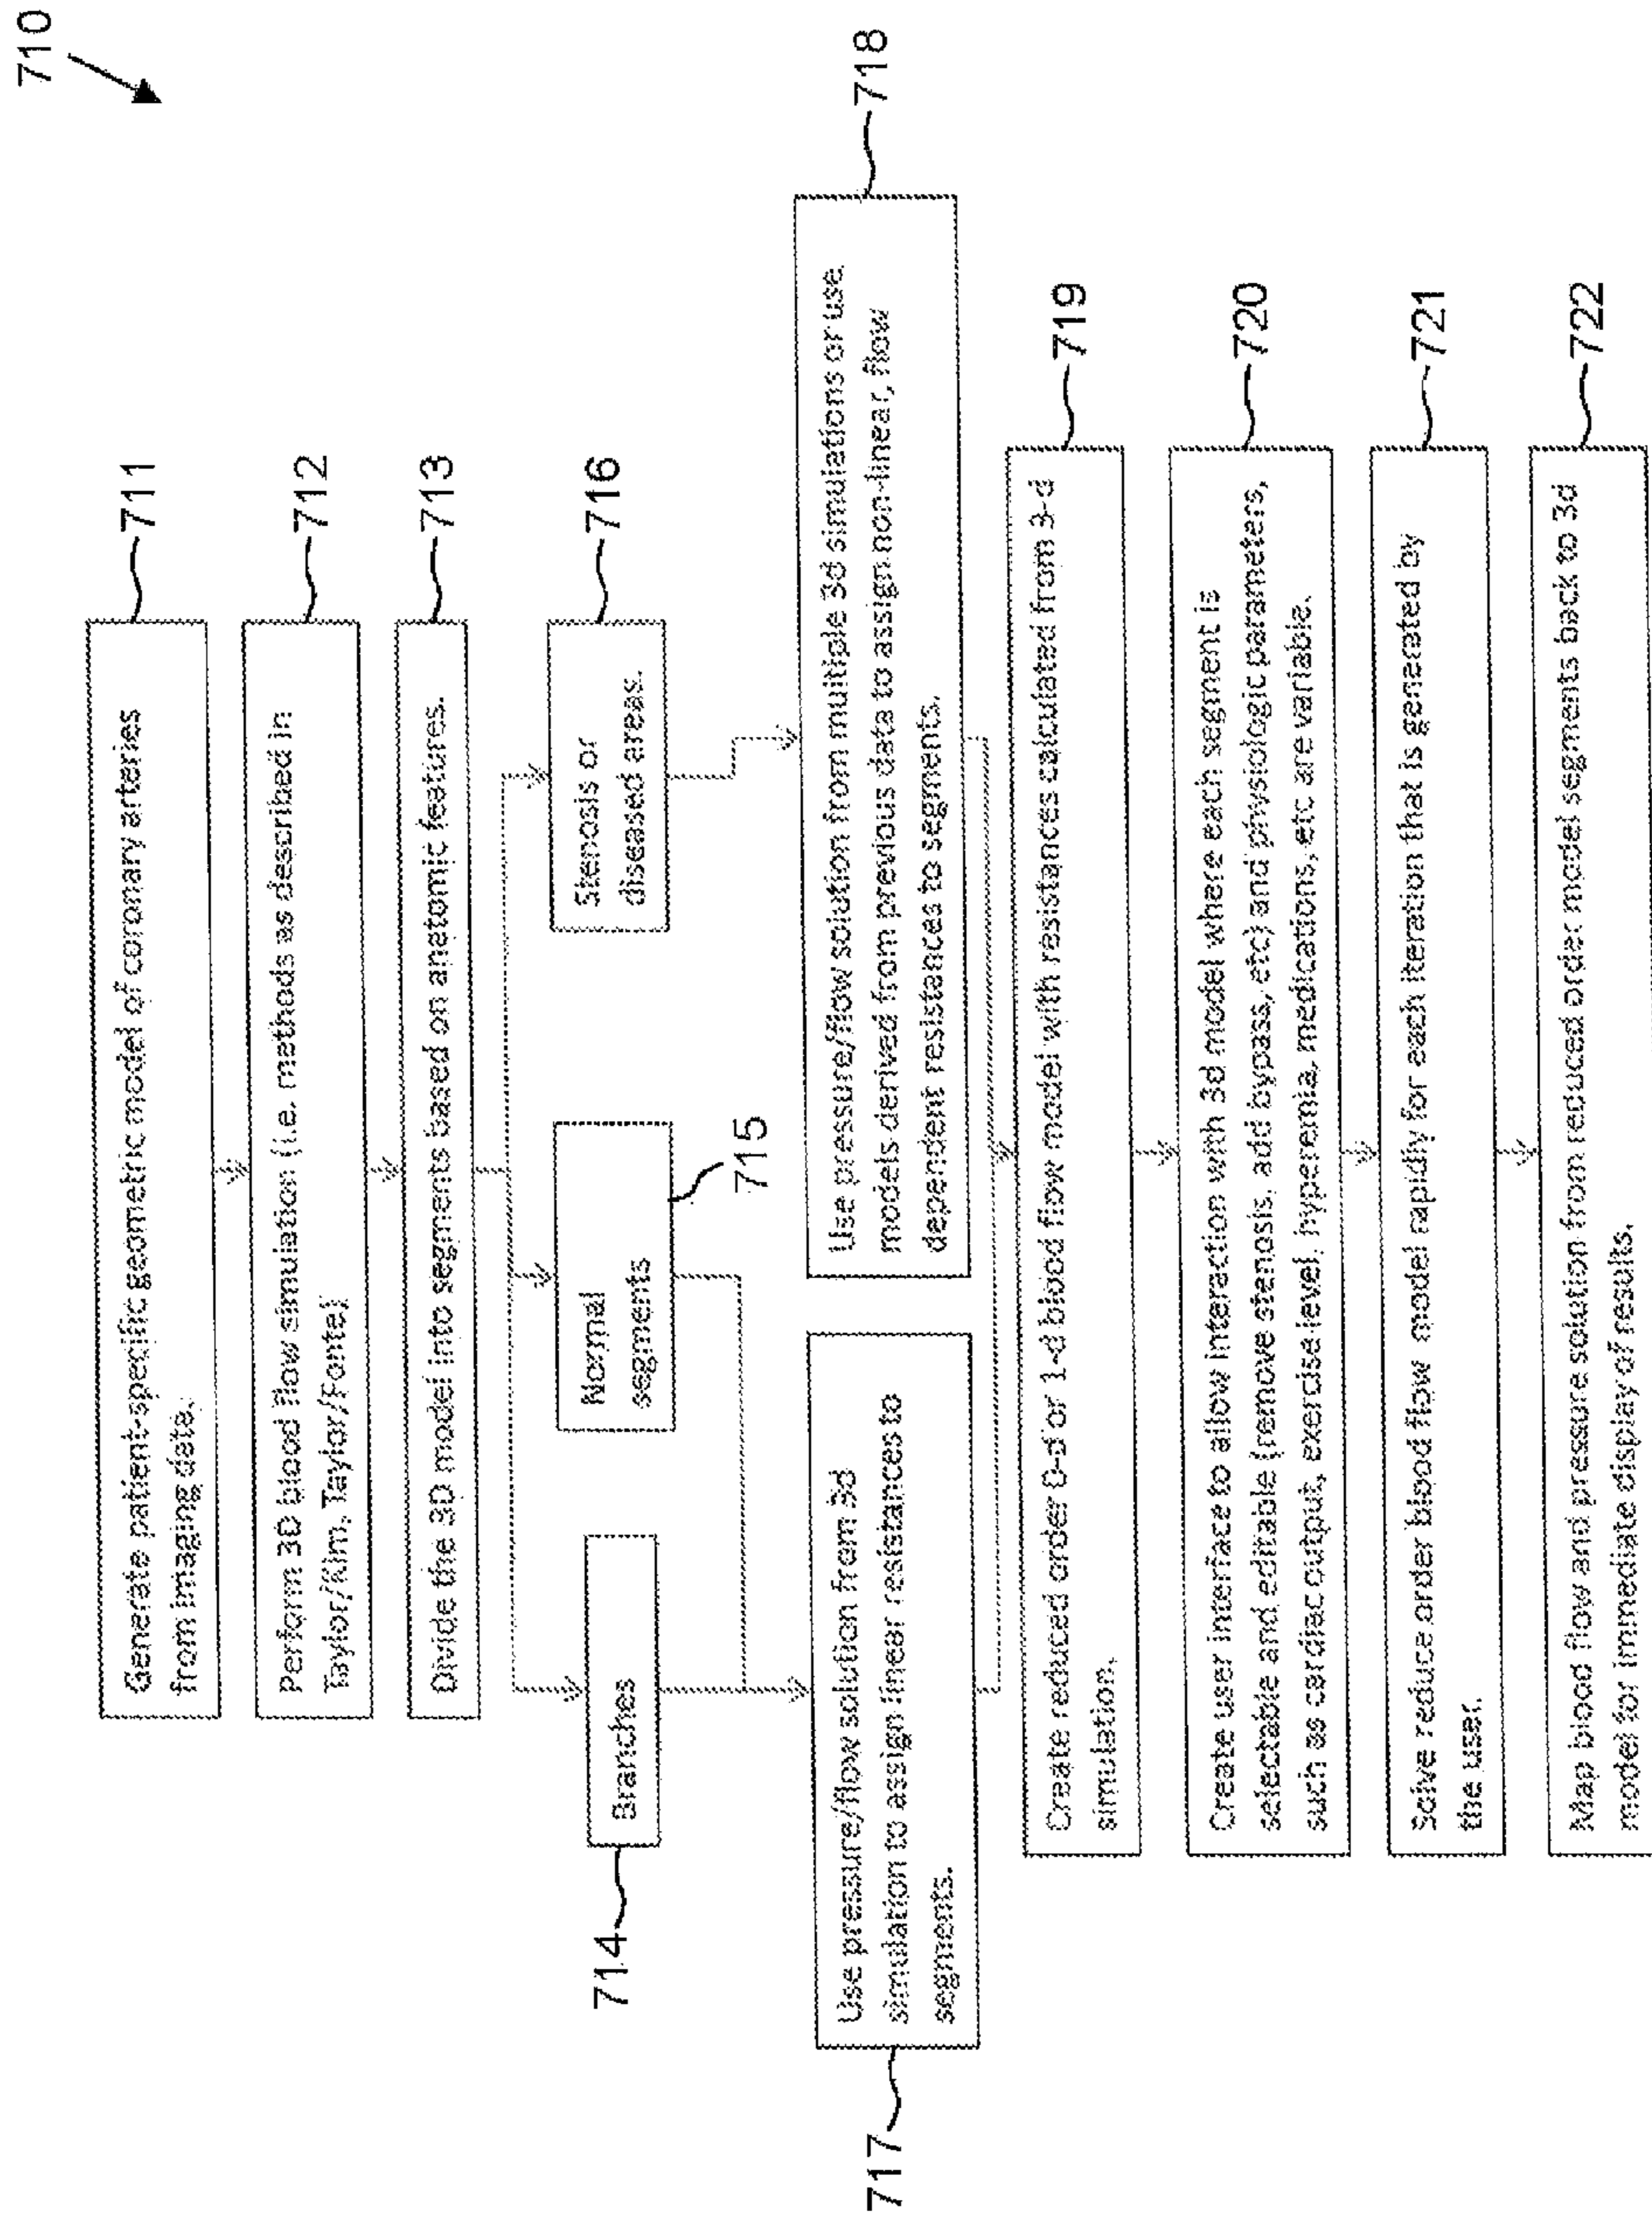 710
Generate patient-specific geometric model of coronary arteries
from imaging data.
711
Perform 3D blood flow simulation (i.e. methods as described in
Taylor/Kim, Taylor/Fonte)
712
Divide the 3D model into segments based on anatomic features.
713
Branches
714
Normal
segments
715
Stenosis or
diseased areas.
716
Use pressure/flow solution from 3d
simulation to assign linear resistances to
segments.
717
Use pressure/flow solution from multiple 3d simulations or use
models derived from previous data to assign non-linear, flow
dependent resistances to segments.
718
Create reduced order 0-d or 1-d blood flow model with resistances calculated from 3-d
simulation.
719
Create user interface to allow interaction with 3d model where each segment is
selectable and editable (remove stenosis, add bypass, etc) and physiologic parameters,
such as cardiac output, exercise level, hyperemia, medications, etc are variable.
720
Solve reduce order blood flow model rapidly for each iteration that is generated by
the user.
721
Map blood flow and pressure solution from reduced order model segments back to 3d
model for immediate display of results.
722